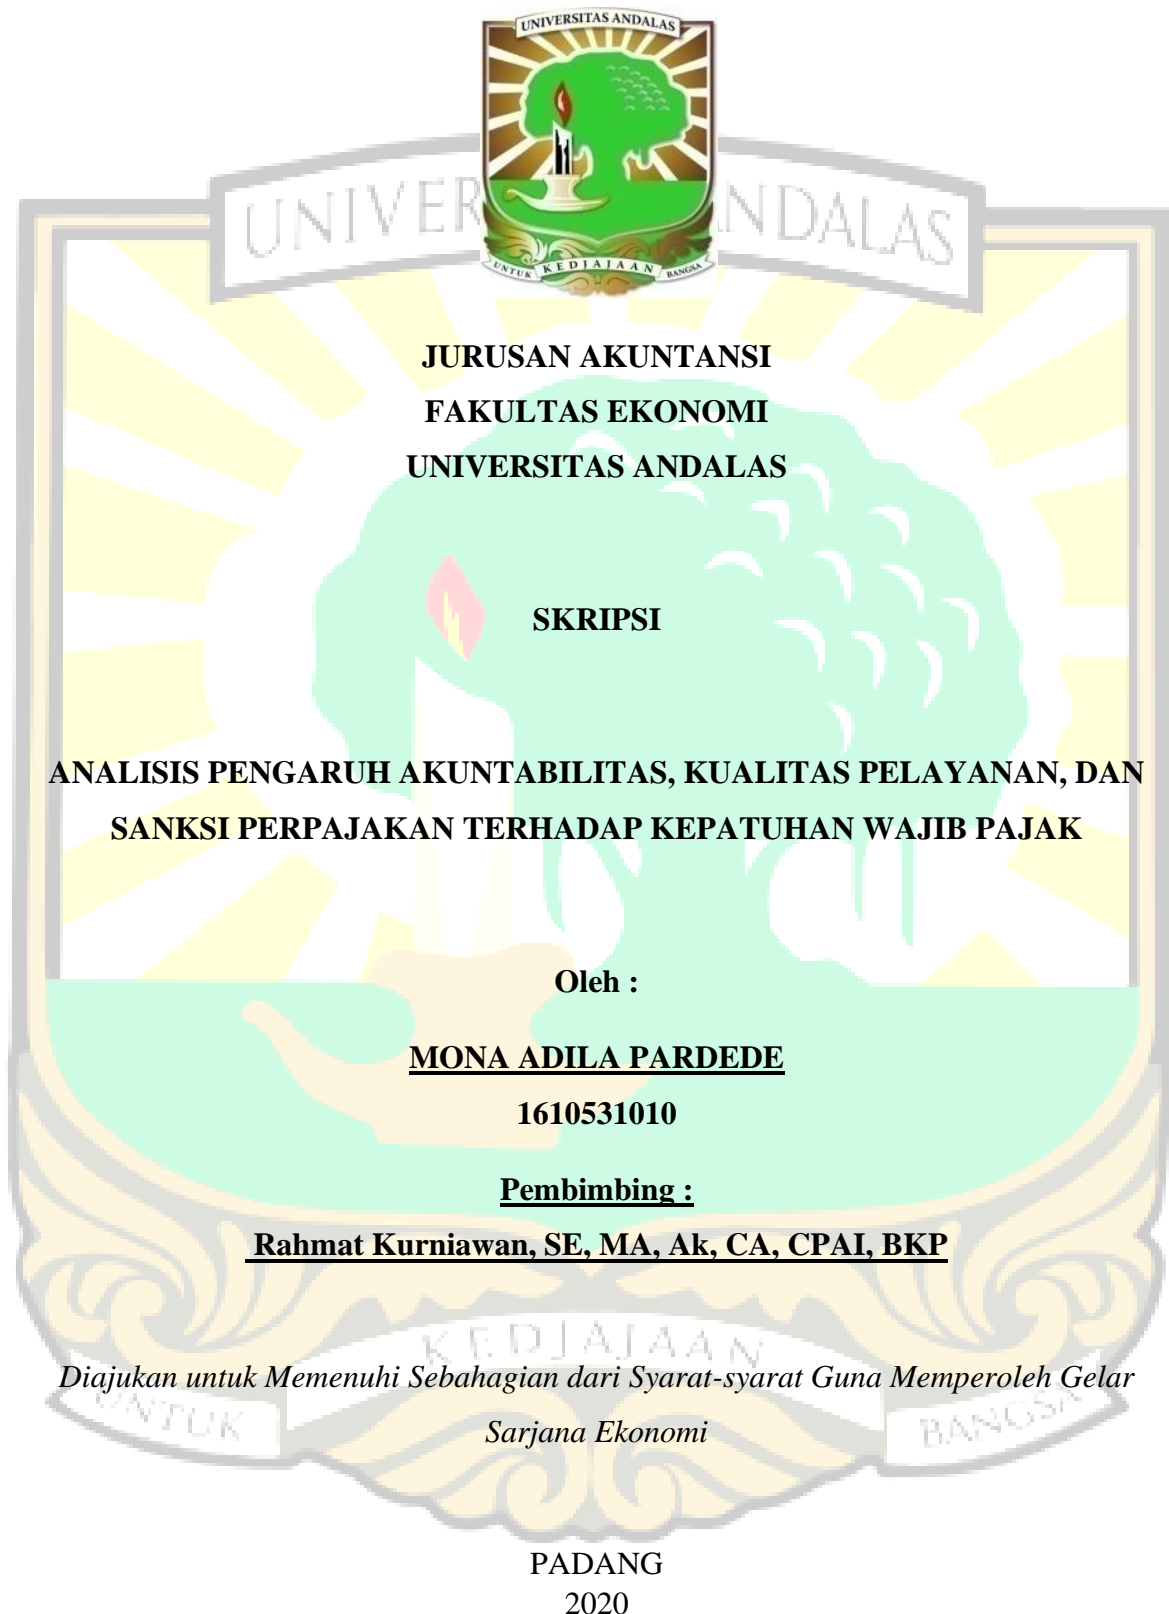 UNIVERSITAS ANDALAS
UNTUK KEDJAJAAN BANGSA
JURUSAN AKUNTANSI
FAKULTAS EKONOMI
UNIVERSITAS ANDALAS
SKRIPSI
ANALISIS PENGARUH AKUNTABILITAS, KUALITAS PELAYANAN, DAN
SANKSI PERPAJAKAN TERHADAP KEPATUHAN WAJIB PAJAK
Oleh :
MONA ADILA PARDEDE
1610531010
Pembimbing :
Rahmat Kurniawan, SE, MA, Ak, CA, CPAI, BKP
Diajukan untuk Memenuhi Sebahagian dari Syarat-syarat Guna Memperoleh Gelar
Sarjana Ekonomi
UNTUK KEDJAJAAN BANGSA
PADANG
2020